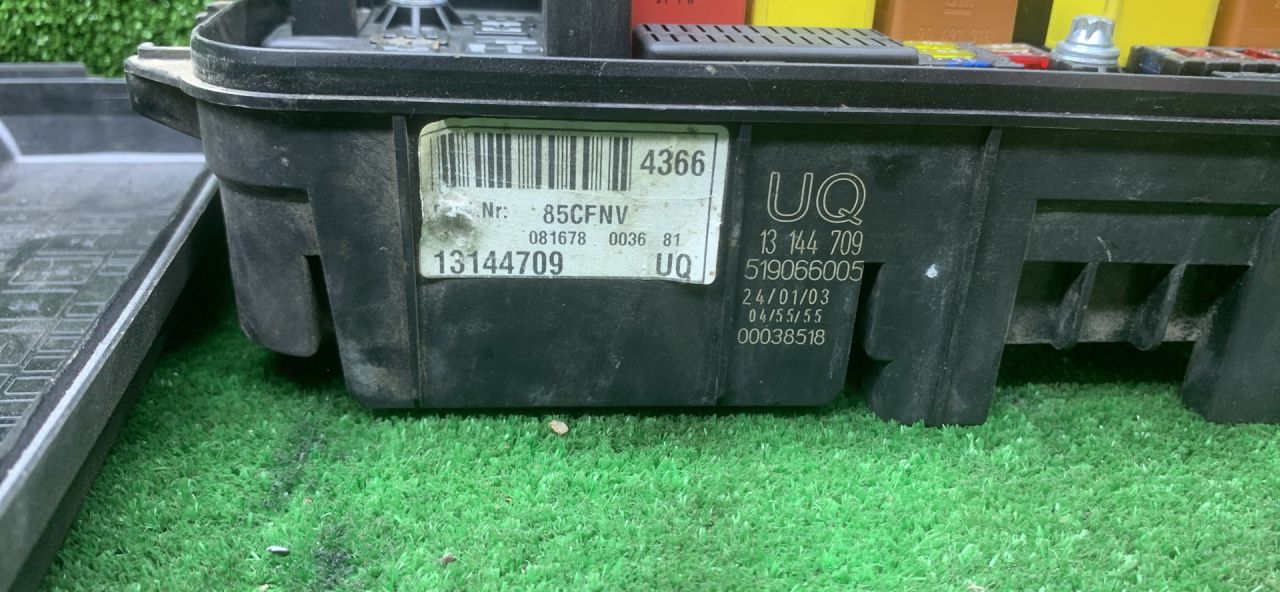 4366
Nr: 85CFNV
081678 0036 81
13144709 UQ
UQ
13 144 709
519066005
24/01/03
04/55/55
00038518